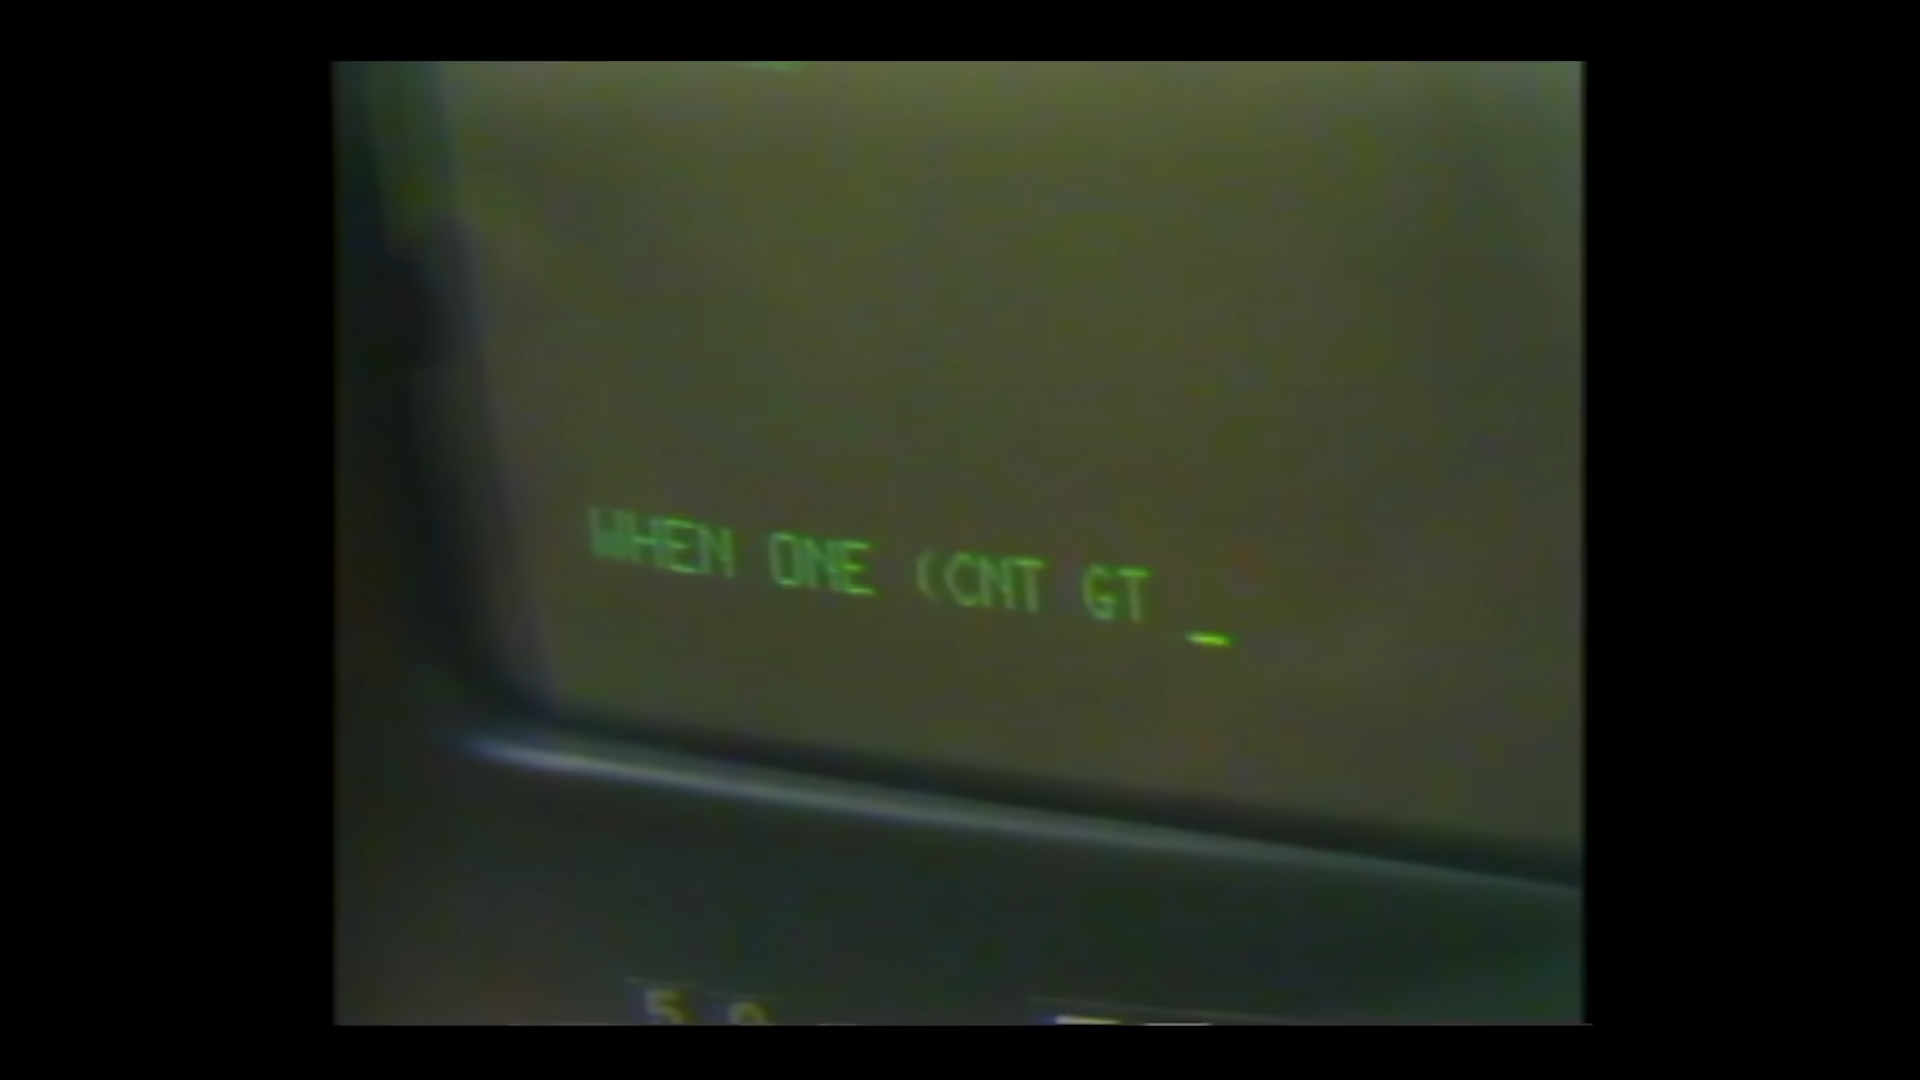 WHEN ONE (CNT GT _